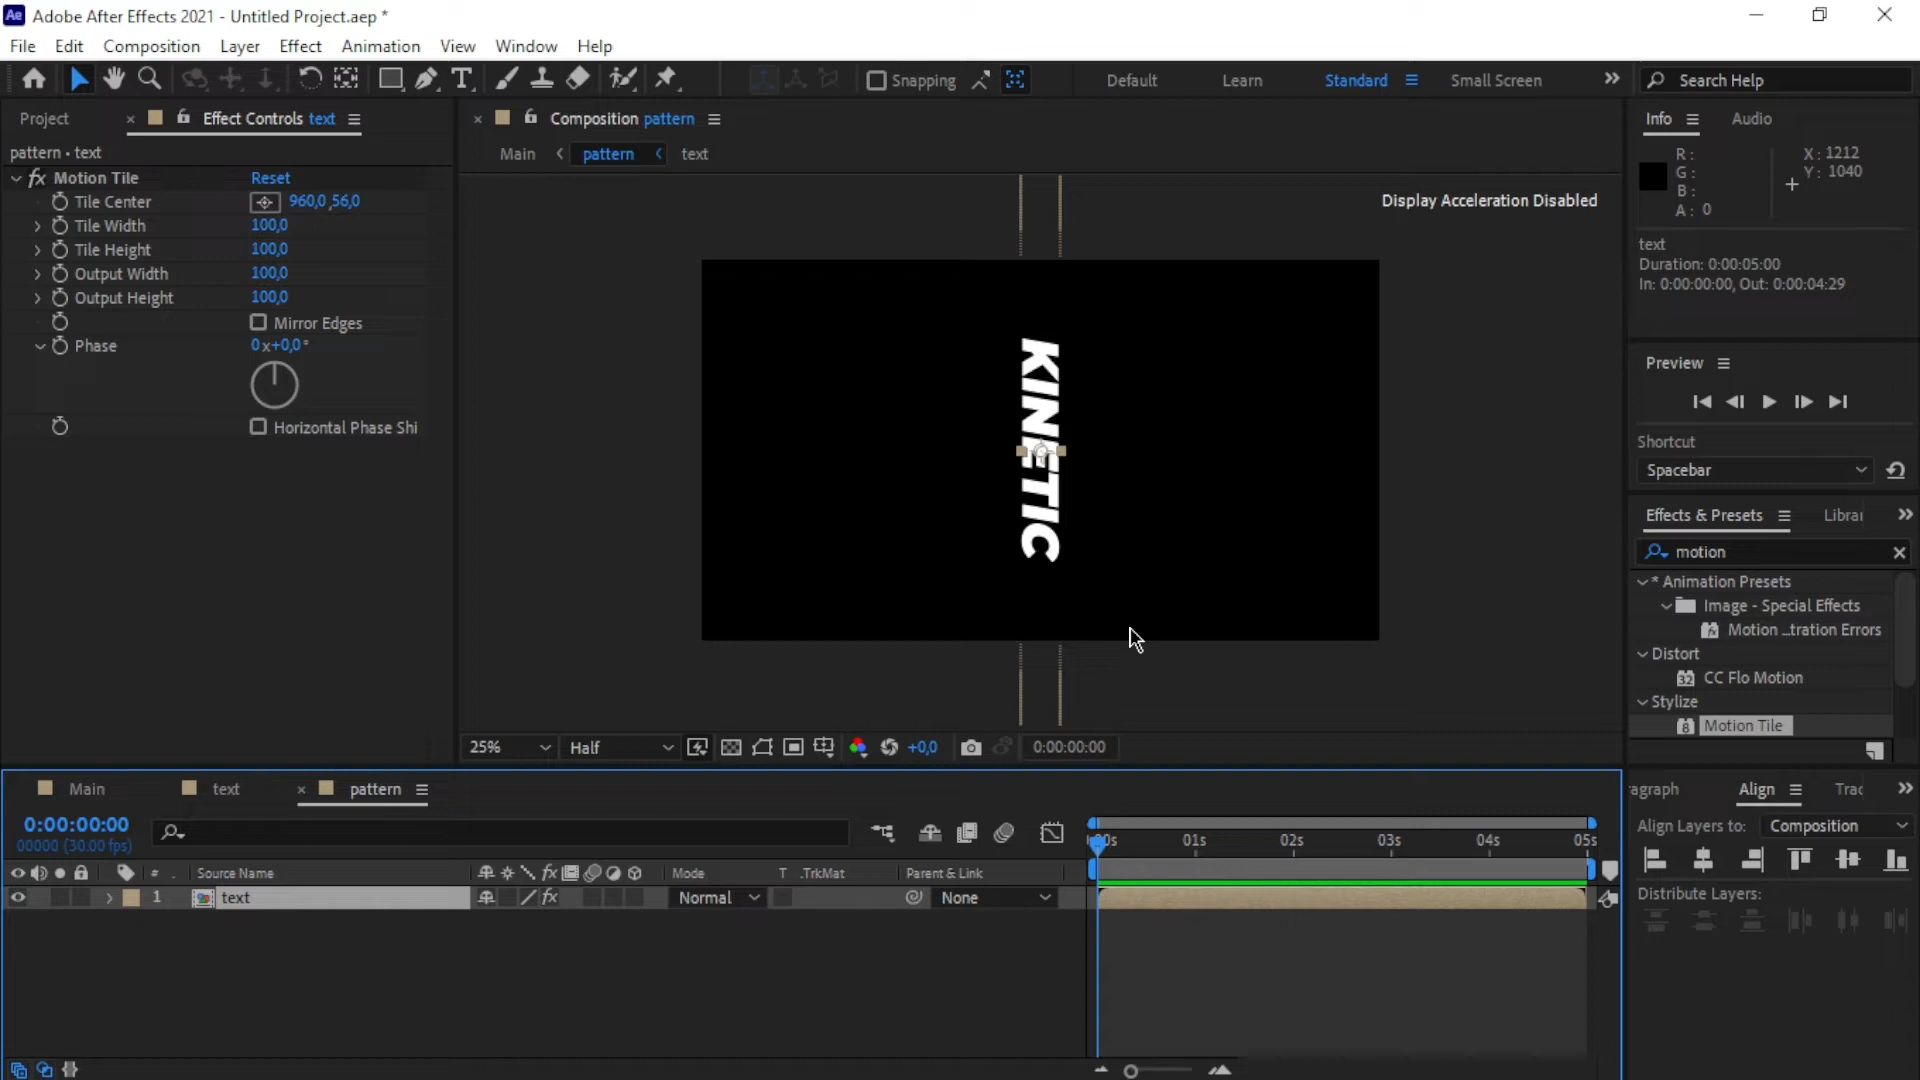 Ae Adobe After Effects 2021 - Untitled Project.aep *
File Edit Composition Layer Effect Animation View Window Help
Snapping Default Learn Standard Small Screen Search Help
Project × Effect Controls text
pattern • text
fx Motion Tile Reset
Tile Center 960,0 ,56,0
Tile Width 100,0
Tile Height 100,0
Output Width 100,0
Output Height 100,0
Mirror Edges
Phase 0x+0,0°
Horizontal Phase Shi
× Composition pattern
Main < pattern < text
Display Acceleration Disabled
KINETIC
25% Half +0,0 0:00:00:00
Info Audio
R: X: 1212
G: Y: 1040
B:
A: 0
text
Duration: 0:00:05:00
In: 0:00:00:00, Out: 0:00:04:29
Preview
Shortcut
Spacebar
Effects & Presets Librar
motion
* Animation Presets
Image - Special Effects
Motion ...tration Errors
Distort
32 CC Flo Motion
Stylize
8 Motion Tile
Main text × pattern
0:00:00:00
00000 (30.00 fps)
:00s 01s 02s 03s 04s 05s
# . Source Name fx Mode T .TrkMat Parent & Link
1 text fx Normal None
agraph Align Trac
Align Layers to: Composition
Distribute Layers: